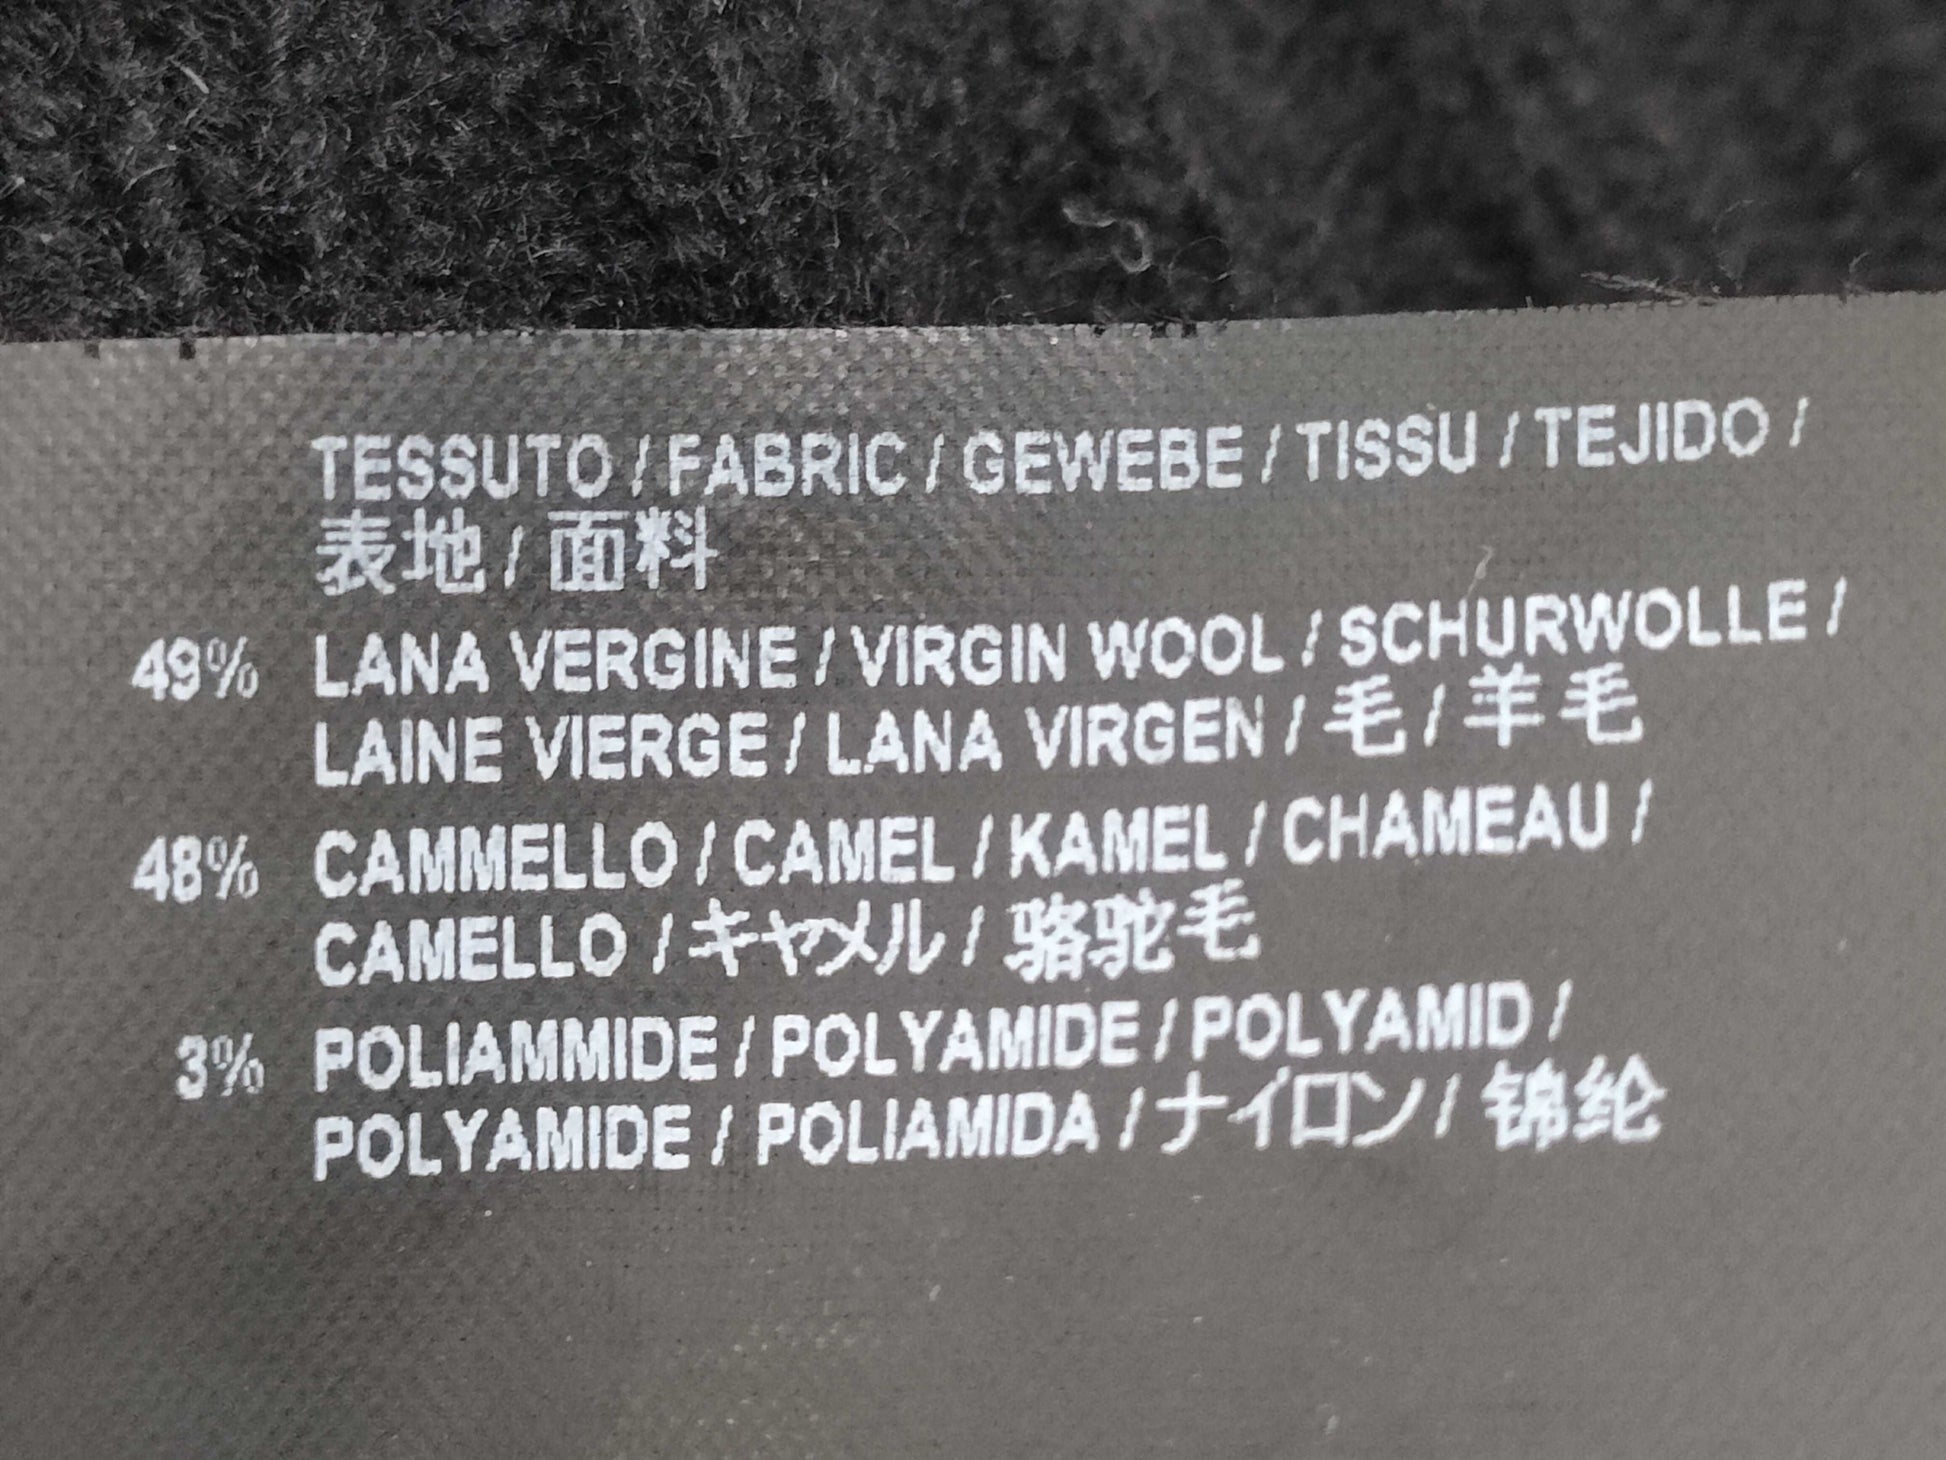 TESSUTO / FABRIC / GEWEBE / TISSU / TEJIDO /
表地 / 面料
49% LANA VERGINE / VIRGIN WOOL / SCHURWOLLE /
LAINE VIERGE / LANA VIRGEN / 毛 / 羊毛
48% CAMMELLO / CAMEL / KAMEL / CHAMEAU /
CAMELLO / キャメル / 骆驼毛
3% POLIAMMIDE / POLYAMIDE / POLYAMID /
POLYAMIDE / POLIAMIDA / ナイロン / 锦纶